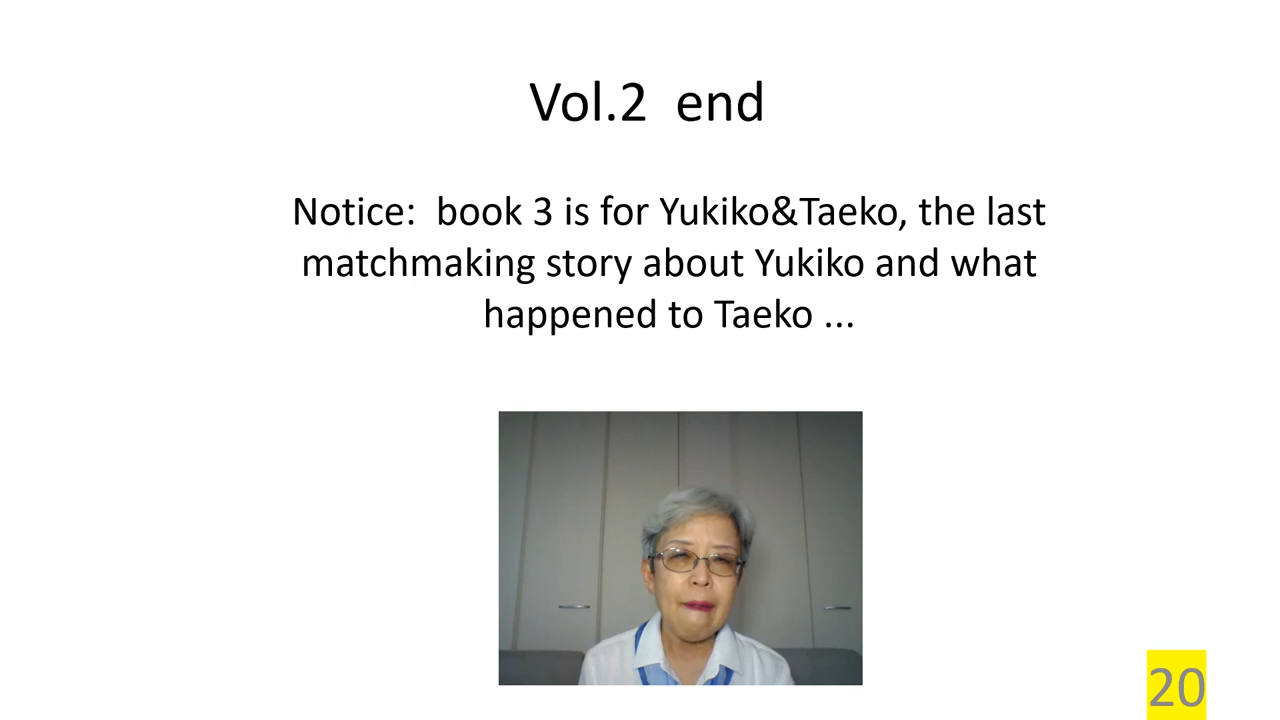 Vol.2  end
Notice:  book 3 is for Yukiko&Taeko, the last
matchmaking story about Yukiko and what
happened to Taeko ...
20